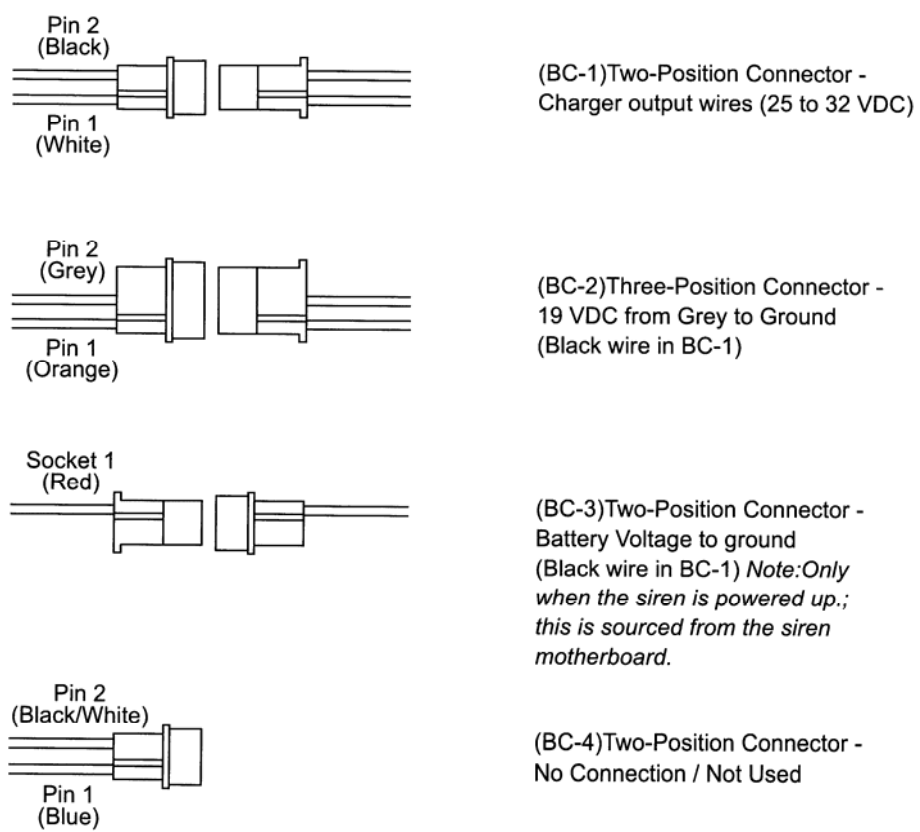 Pin 2
(Black)
Pin 1
(White)
(BC-1)Two-Position Connector -
Charger output wires (25 to 32 VDC)
Pin 2
(Grey)
Pin 1
(Orange)
(BC-2)Three-Position Connector -
19 VDC from Grey to Ground
(Black wire in BC-1)
Socket 1
(Red)
(BC-3)Two-Position Connector -
Battery Voltage to ground
(Black wire in BC-1) Note:Only
when the siren is powered up.;
this is sourced from the siren
motherboard.
Pin 2
(Black/White)
Pin 1
(Blue)
(BC-4)Two-Position Connector -
No Connection / Not Used